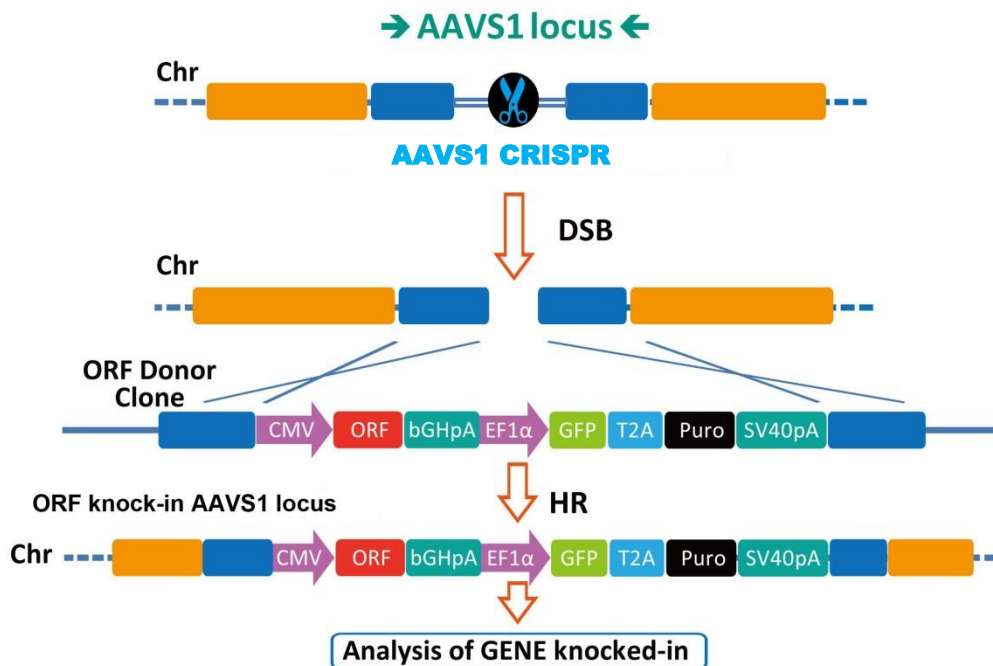 → AAVS1 locus ←
Chr
AAVS1 CRISPR
DSB
Chr
ORF Donor
Clone
CMV ORF bGHpA EF1α GFP T2A Puro SV40pA
HR
ORF knock-in AAVS1 locus
Chr CMV ORF bGHpA EF1α GFP T2A Puro SV40pA
Analysis of GENE knocked-in